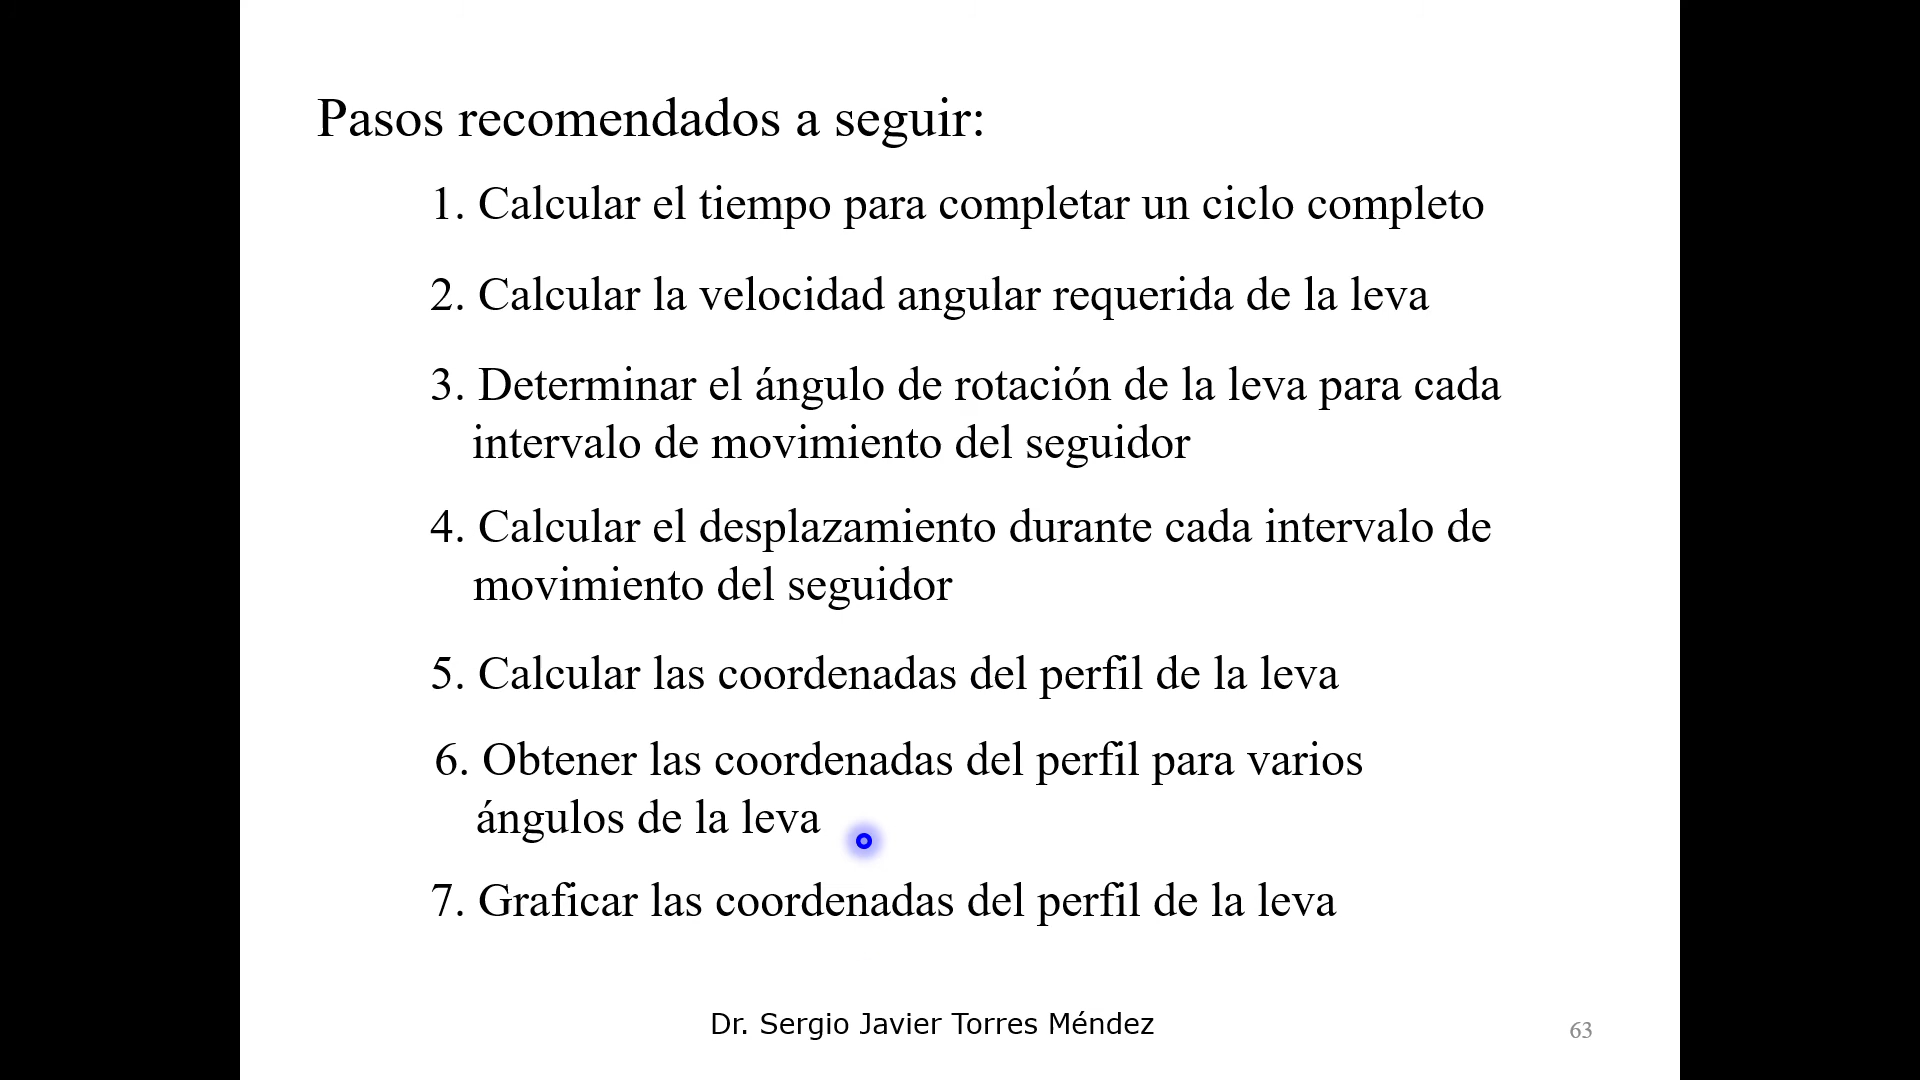 Pasos recomendados a seguir:
1. Calcular el tiempo para completar un ciclo completo
2. Calcular la velocidad angular requerida de la leva
3. Determinar el ángulo de rotación de la leva para cada
intervalo de movimiento del seguidor
4. Calcular el desplazamiento durante cada intervalo de
movimiento del seguidor
5. Calcular las coordenadas del perfil de la leva
6. Obtener las coordenadas del perfil para varios
ángulos de la leva
7. Graficar las coordenadas del perfil de la leva
Dr. Sergio Javier Torres Méndez
63